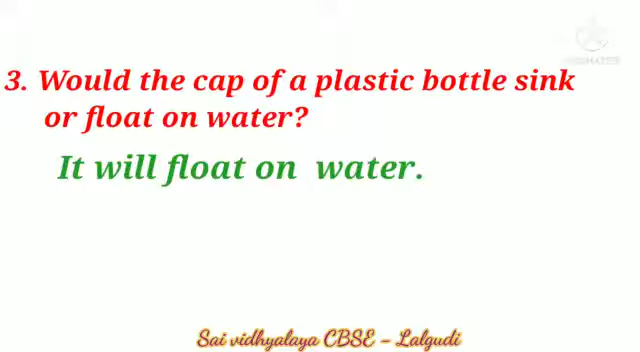 3. Would the cap of a plastic bottle sink
or float on water?
It will float on water.
Sai vidhyalaya CBSE – Lalgudi